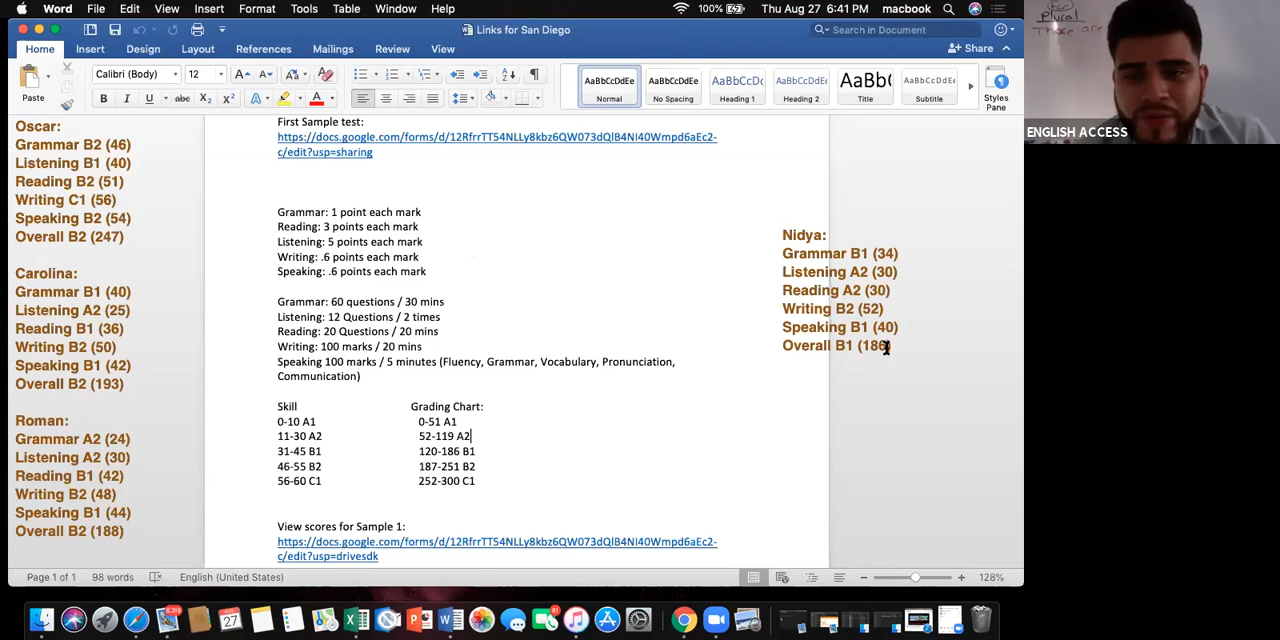 Word File Edit View Insert Format Tools Table Window Help 100% Thu Aug 27 6:41 PM macbook
Links for San Diego
Search in Document
Home Insert Design Layout References Mailings Review View
Share
Paste
Calibri (Body) 12
B I U abc X2 X2 A A
AaBbCcDdEe AaBbCcDdEe AaBbCcDc AaBbCcDdEe AaBb( AaBbCcDdEe
Normal No Spacing Heading 1 Heading 2 Title Subtitle
Styles
Pane
Plural
Those are
ENGLISH ACCESS
Oscar:
Grammar B2 (46)
Listening B1 (40)
Reading B2 (51)
Writing C1 (56)
Speaking B2 (54)
Overall B2 (247)
Carolina:
Grammar B1 (40)
Listening A2 (25)
Reading B1 (36)
Writing B2 (50)
Speaking B1 (42)
Overall B2 (193)
Roman:
Grammar A2 (24)
Listening A2 (30)
Reading B1 (42)
Writing B2 (48)
Speaking B1 (44)
Overall B2 (188)
First Sample test:
https://docs.google.com/forms/d/12RfrrTT54NLLy8kbz6QW073dQlB4NI40Wmpd6aEc2-
c/edit?usp=sharing
Grammar: 1 point each mark
Reading: 3 points each mark
Listening: 5 points each mark
Writing: .6 points each mark
Speaking: .6 points each mark
Grammar: 60 questions / 30 mins
Listening: 12 Questions / 2 times
Reading: 20 Questions / 20 mins
Writing: 100 marks / 20 mins
Speaking 100 marks / 5 minutes (Fluency, Grammar, Vocabulary, Pronunciation,
Communication)
Skill Grading Chart:
0-10 A1 0-51 A1
11-30 A2 52-119 A2
31-45 B1 120-186 B1
46-55 B2 187-251 B2
56-60 C1 252-300 C1
View scores for Sample 1:
https://docs.google.com/forms/d/12RfrrTT54NLLy8kbz6QW073dQlB4NI40Wmpd6aEc2-
c/edit?usp=drivesdk
Nidya:
Grammar B1 (34)
Listening A2 (30)
Reading A2 (30)
Writing B2 (52)
Speaking B1 (40)
Overall B1 (186)
Page 1 of 1 98 words English (United States) 128%